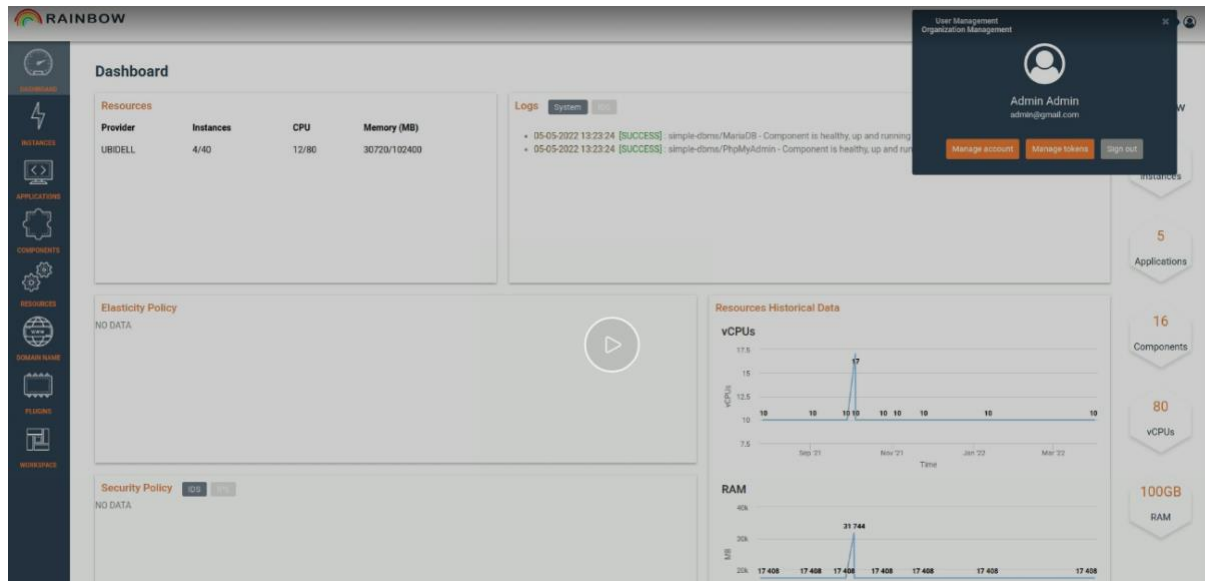 RAINBOW
User Management
Organization Management
Admin Admin
admin@gmail.com
Manage account Manage tokens Sign out
DASHBOARD
INSTANCES
APPLICATIONS
COMPONENTS
RESOURCES
DOMAIN NAME
PLUGINS
WORKSPACE
Dashboard
Resources
Provider Instances CPU Memory (MB)
UBIDELL 4/40 12/80 30720/102400
Logs System IDS
05-05-2022 13:23:24 [SUCCESS] : simple-dbms/MariaDB - Component is healthy, up and running
05-05-2022 13:23:24 [SUCCESS] : simple-dbms/PhpMyAdmin - Component is healthy, up and run
Elasticity Policy
NO DATA
Security Policy IDS
NO DATA
Resources Historical Data
vCPUs
17.5
15
12.5
10
7.5
vCPUs
17
10 10 10 10 10 10 10 10 10
Sep '21 Nov '21 Jan '22 Mar '22
Time
RAM
40k
30k
20k
MB
31 744
17 408 17 408 17 408 17 408 17 408 17 408 17 408
W
Instances
5
Applications
16
Components
80
vCPUs
100GB
RAM